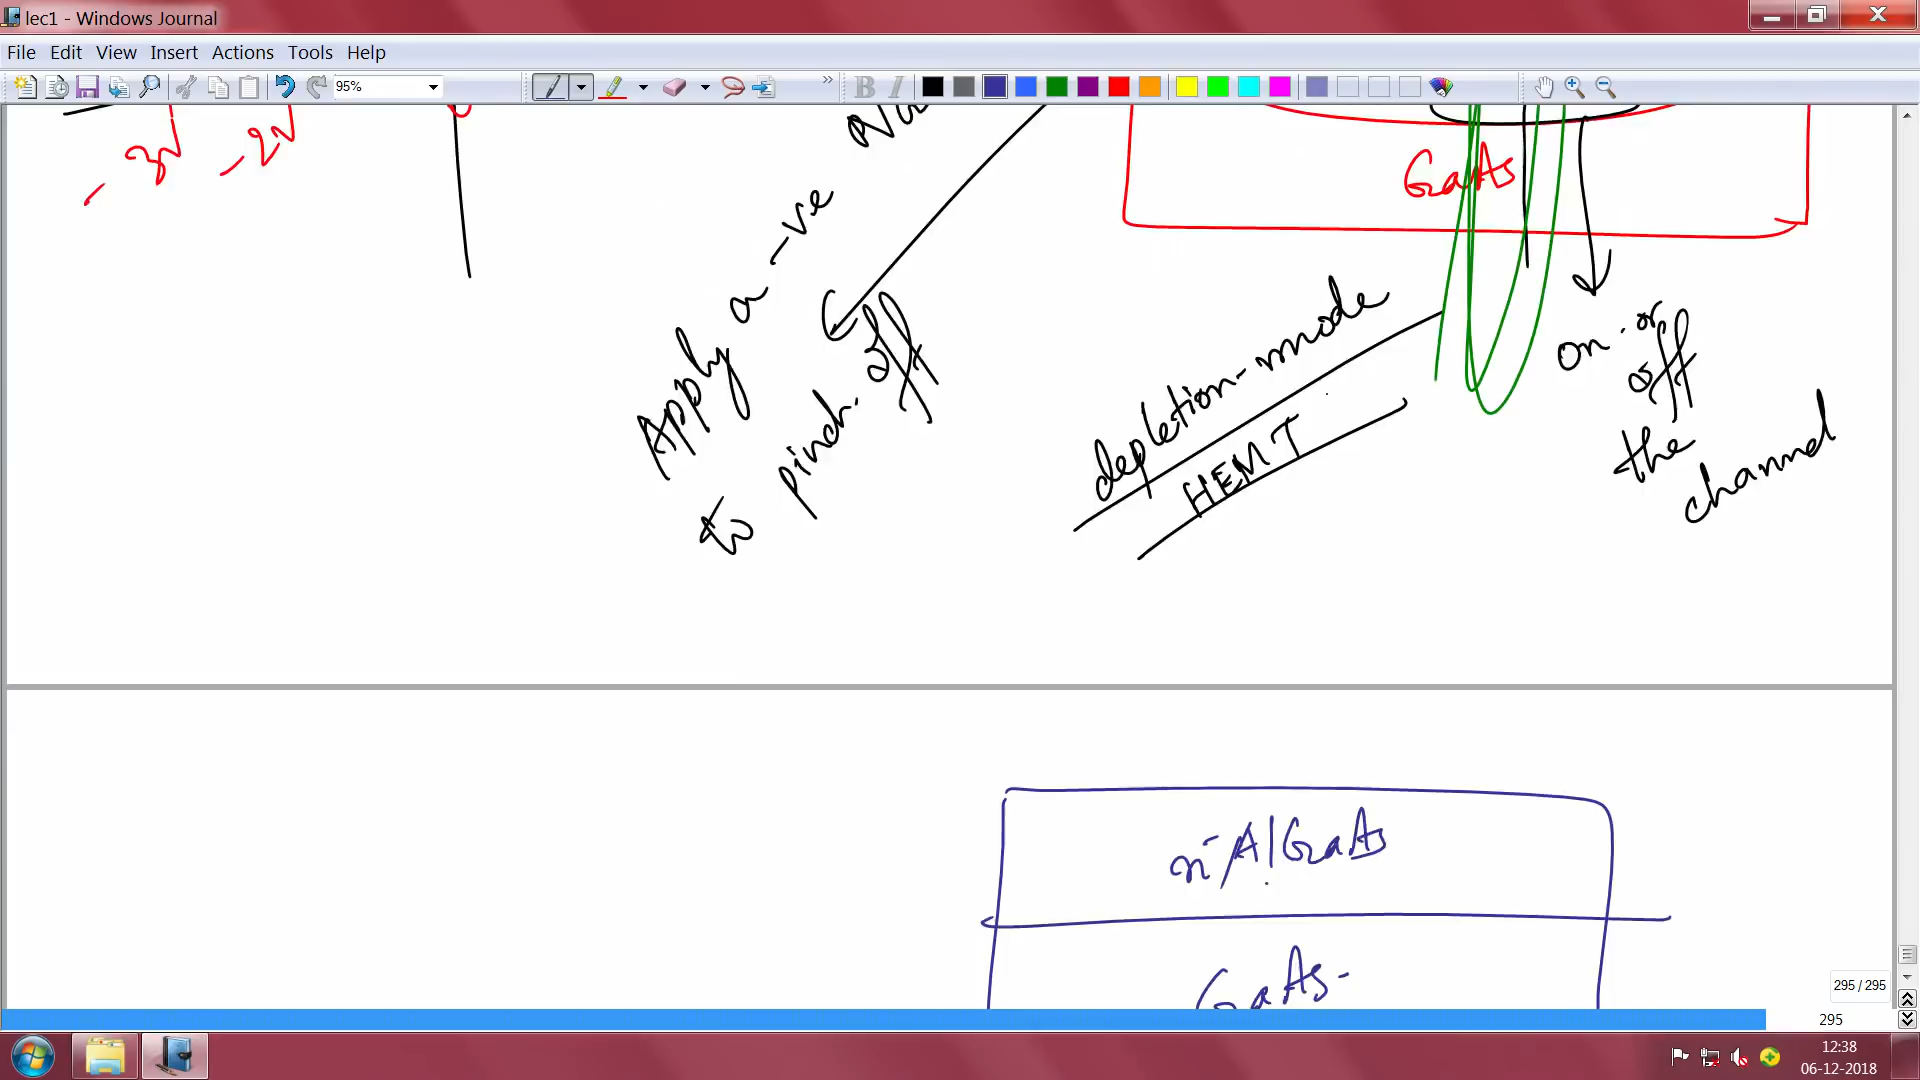 lec1 - Windows Journal
File Edit View Insert Actions Tools Help
95%
B I
-3V -2V
GaAs
Apply a -ve
to pinch-off
depletion-mode
HEMT
on or
off
the
channel
n-AlGaAs
GaAs-
295 / 295
295
12:38
06-12-2018